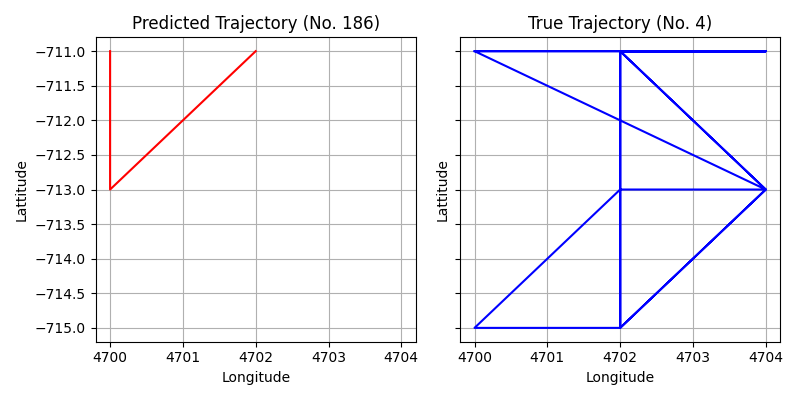 Predicted Trajectory (No. 186)
True Trajectory (No. 4)
−711.0
−711.5
−712.0
−712.5
−713.0
−713.5
−714.0
−714.5
−715.0
Lattitude
Lattitude
4700 4701 4702 4703 4704
4700 4701 4702 4703 4704
Longitude
Longitude